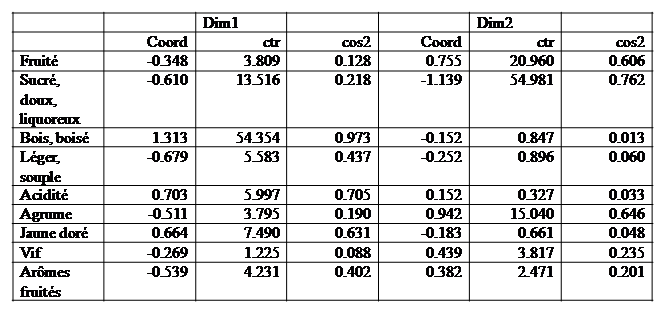 Dim1 Dim2
Coord ctr cos2 Coord ctr cos2
Fruité -0.348 3.809 0.128 0.755 20.960 0.606
Sucré, -0.610 13.516 0.218 -1.139 54.981 0.762
doux,
liquoreux
Bois, boisé 1.313 54.354 0.973 -0.152 0.847 0.013
Léger, -0.679 5.583 0.437 -0.252 0.896 0.060
souple
Acidité 0.703 5.997 0.705 0.152 0.327 0.033
Agrume -0.511 3.795 0.190 0.942 15.040 0.646
Jaune doré 0.664 7.490 0.631 -0.183 0.661 0.048
Vif -0.269 1.225 0.088 0.439 3.817 0.235
Arômes -0.539 4.231 0.402 0.382 2.471 0.201
fruités